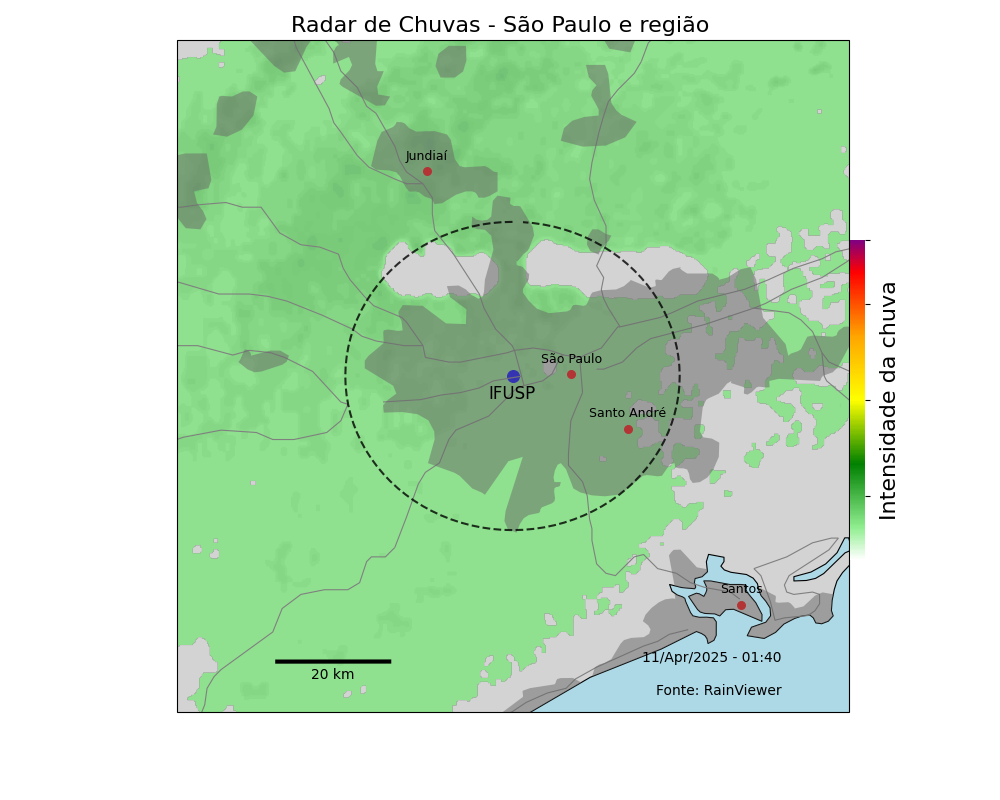 Radar de Chuvas - São Paulo e região
Jundiaí
São Paulo
IFUSP
Santo André
Santos
11/Apr/2025 - 01:40
20 km
Fonte: RainViewer
Intensidade da chuva